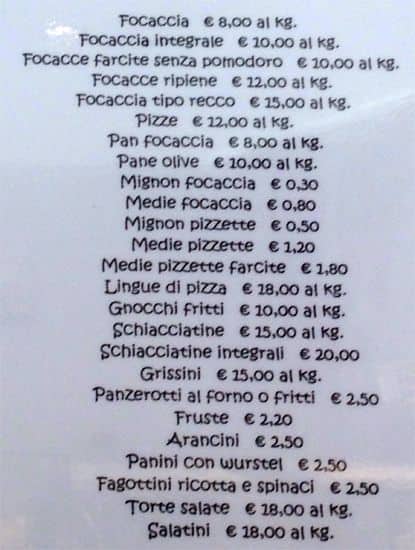 Focaccia € 8,00 al kg.
Focaccia integrale € 10,00 al kg.
Focacce farcite senza pomodoro € 10,00 al kg.
Focacce ripiene € 12,00 al kg.
Focaccia tipo recco € 15,00 al kg.
Pizze € 12,00 al kg.
Pan focaccia € 8,00 al kg.
Pane olive € 10,00 al kg.
Mignon focaccia € 0,30
Medie focaccia € 0,80
Mignon pizzette € 0,50
Medie pizzette € 1,20
Medie pizzette farcite € 1,80
Lingue di pizza € 18,00 al kg.
Gnocchi fritti € 10,00 al kg.
Schiacciatine € 15,00 al kg.
Schiacciatine integrali € 20,00
Grissini € 15,00 al kg.
Panzerotti al forno o fritti € 2,50
Fruste € 2,20
Arancini € 2,50
Panini con wurstel € 2,50
Fagottini ricotta e spinaci € 2,50
Torte salate € 18,00 al kg.
Salatini € 18,00 al kg.